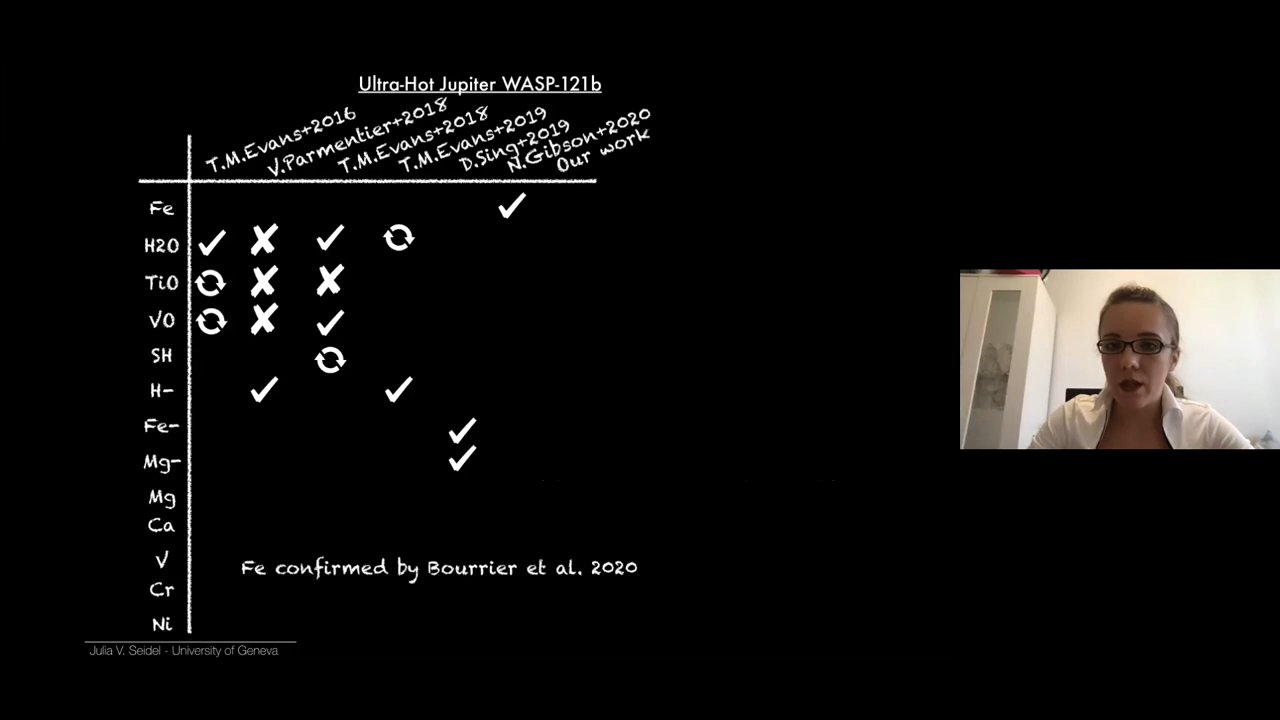 Ultra-Hot Jupiter WASP-121b
T.M.Evans+2016
V.Parmentier+2018
T.M.Evans+2018
T.M.Evans+2019
D.Sing+2019
N.Gibson+2020
Our work
Fe
H2O
TiO
VO
SH
H-
Fe-
Mg-
Mg
Ca
V
Fe confirmed by Bourrier et al. 2020
Cr
Ni
Julia V. Seidel - University of Geneva